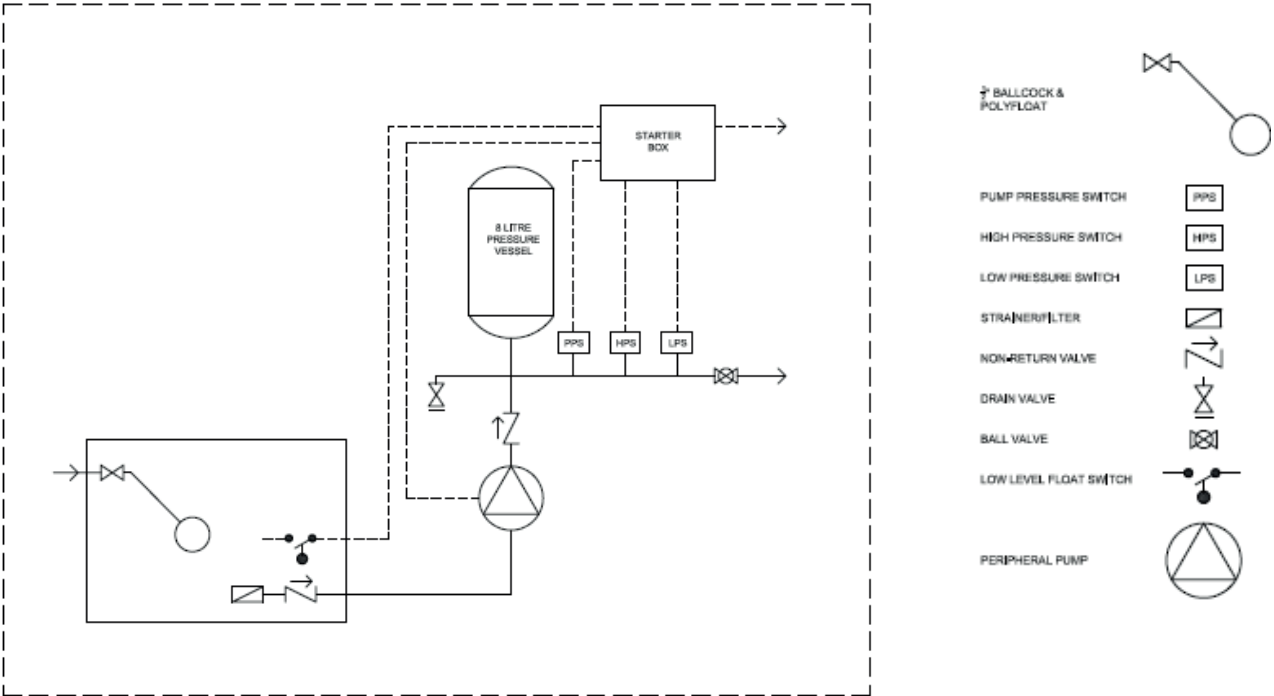 STARTER
BOX
8 LITRE
PRESSURE
VESSEL
PPS
HPS
LPS
BALLCOCK &
POLYFLOAT
PUMP PRESSURE SWITCH
PPS
HIGH PRESSURE SWITCH
HPS
LOW PRESSURE SWITCH
LPS
STRAINER/FILTER
NON-RETURN VALVE
DRAIN VALVE
BALL VALVE
LOW LEVEL FLOAT SWITCH
PERIPHERAL PUMP